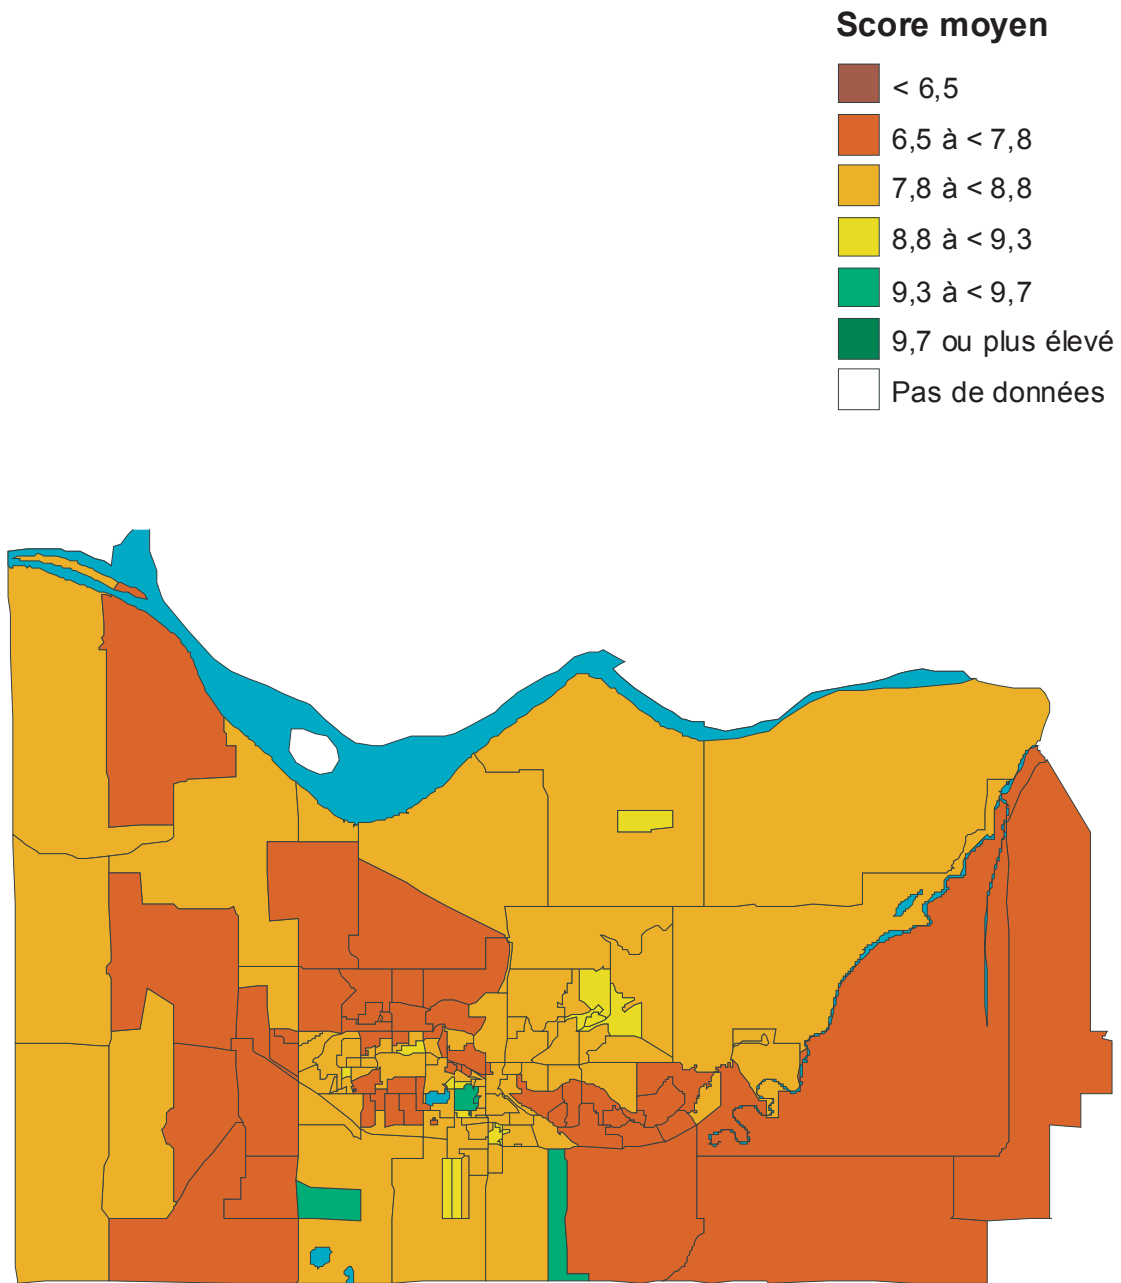 Score moyen
< 6,5
6,5 à < 7,8
7,8 à < 8,8
8,8 à < 9,3
9,3 à < 9,7
9,7 ou plus élevé
Pas de données